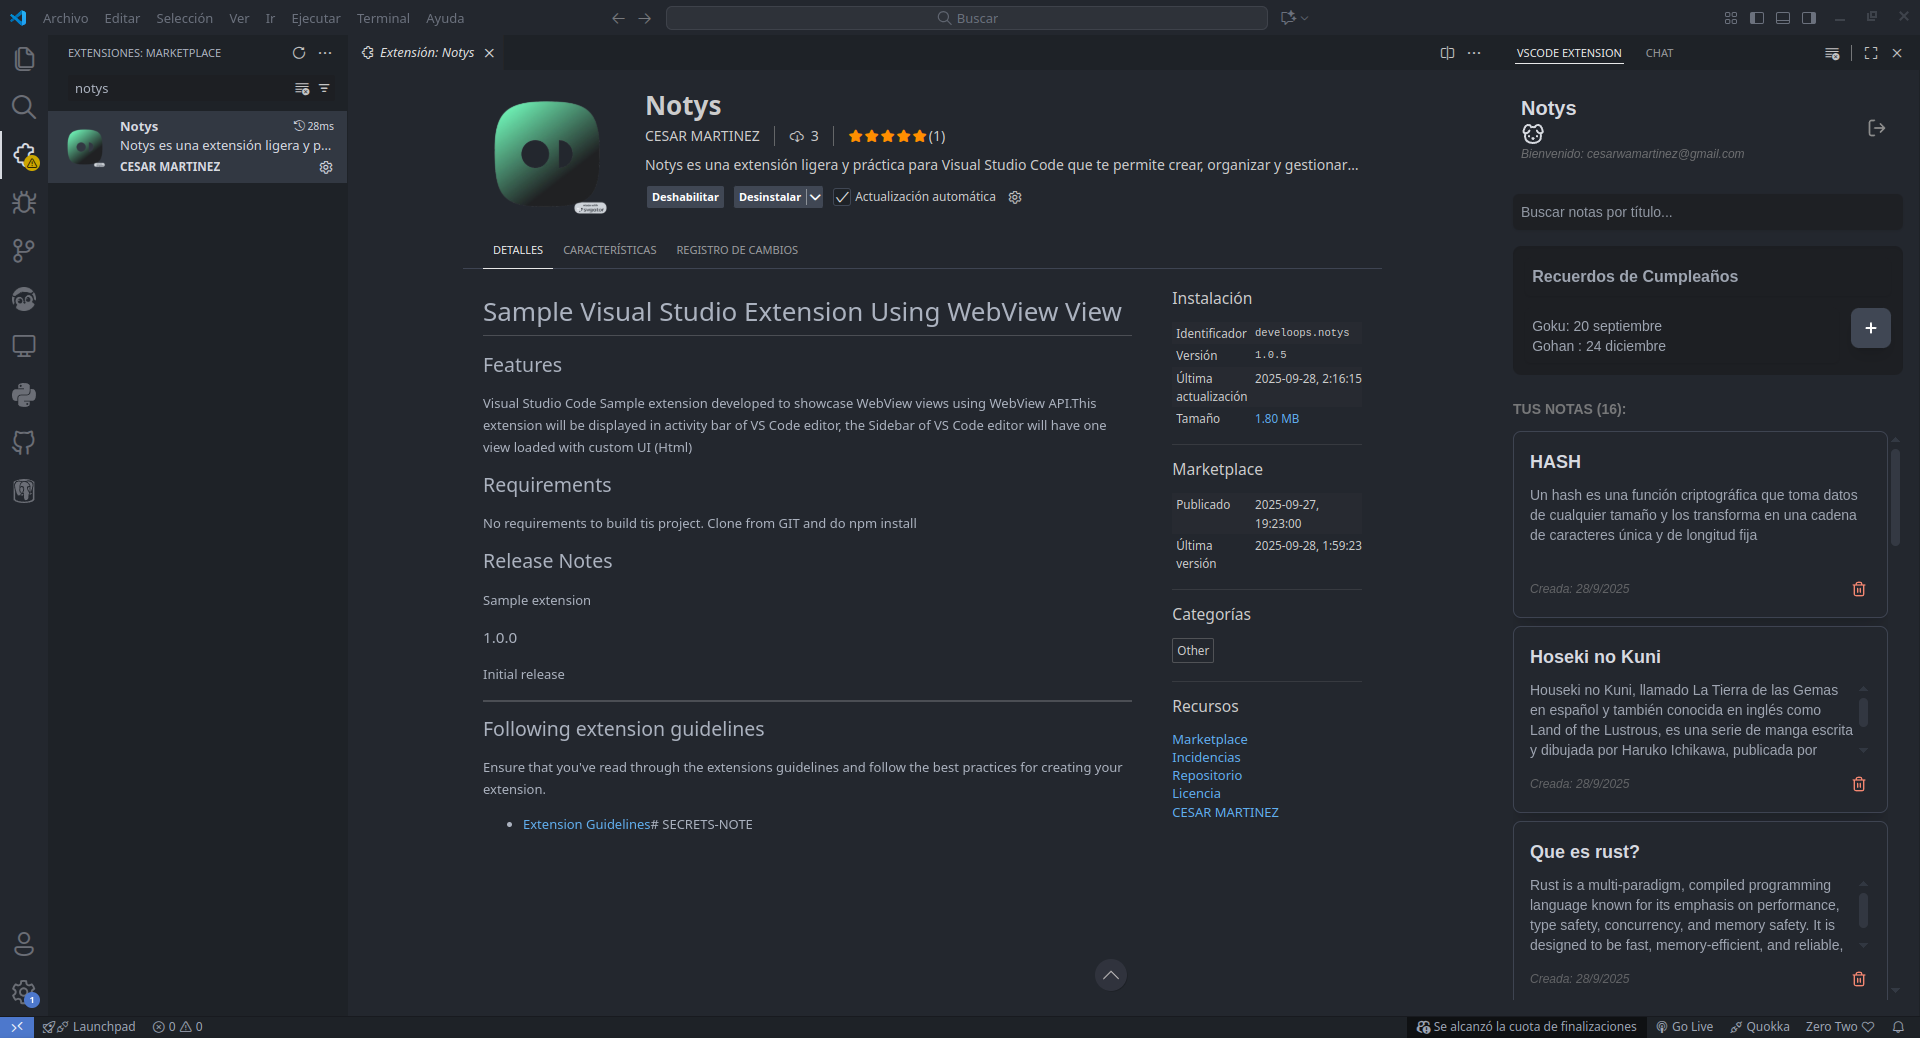 Archivo Editar Selección Ver Ir Ejecutar Terminal Ayuda
Buscar
EXTENSIONES: MARKETPLACE
notys
Notys 28ms
Notys es una extensión ligera y p...
CESAR MARTINEZ
Extensión: Notys
Notys
CESAR MARTINEZ 3 (1)
Notys es una extensión ligera y práctica para Visual Studio Code que te permite crear, organizar y gestionar...
Deshabilitar Desinstalar Actualización automática
DETALLES CARACTERÍSTICAS REGISTRO DE CAMBIOS
Sample Visual Studio Extension Using WebView View
Features
Visual Studio Code Sample extension developed to showcase WebView views using WebView API.This
extension will be displayed in activity bar of VS Code editor, the Sidebar of VS Code editor will have one
view loaded with custom UI (Html)
Requirements
No requirements to build tis project. Clone from GIT and do npm install
Release Notes
Sample extension
1.0.0
Initial release
Following extension guidelines
Ensure that you've read through the extensions guidelines and follow the best practices for creating your
extension.
Extension Guidelines# SECRETS-NOTE
Instalación
Identificador develoops.notys
Versión 1.0.5
Última 2025-09-28, 2:16:15
actualización
Tamaño 1.80 MB
Marketplace
Publicado 2025-09-27,
19:23:00
Última 2025-09-28, 1:59:23
versión
Categorías
Other
Recursos
Marketplace
Incidencias
Repositorio
Licencia
CESAR MARTINEZ
VSCODE EXTENSION CHAT
Notys
Bienvenido: cesarwamartinez@gmail.com
Buscar notas por título...
Recuerdos de Cumpleaños
Goku: 20 septiembre
Gohan : 24 diciembre
+
TUS NOTAS (16):
HASH
Un hash es una función criptográfica que toma datos
de cualquier tamaño y los transforma en una cadena
de caracteres única y de longitud fija
Creada: 28/9/2025
Hoseki no Kuni
Houseki no Kuni, llamado La Tierra de las Gemas
en español y también conocida en inglés como
Land of the Lustrous, es una serie de manga escrita
y dibujada por Haruko Ichikawa, publicada por
Creada: 28/9/2025
Que es rust?
Rust is a multi-paradigm, compiled programming
language known for its emphasis on performance,
type safety, concurrency, and memory safety. It is
designed to be fast, memory-efficient, and reliable,
Creada: 28/9/2025
1
Launchpad 0 0
Se alcanzó la cuota de finalizaciones Go Live Quokka Zero Two